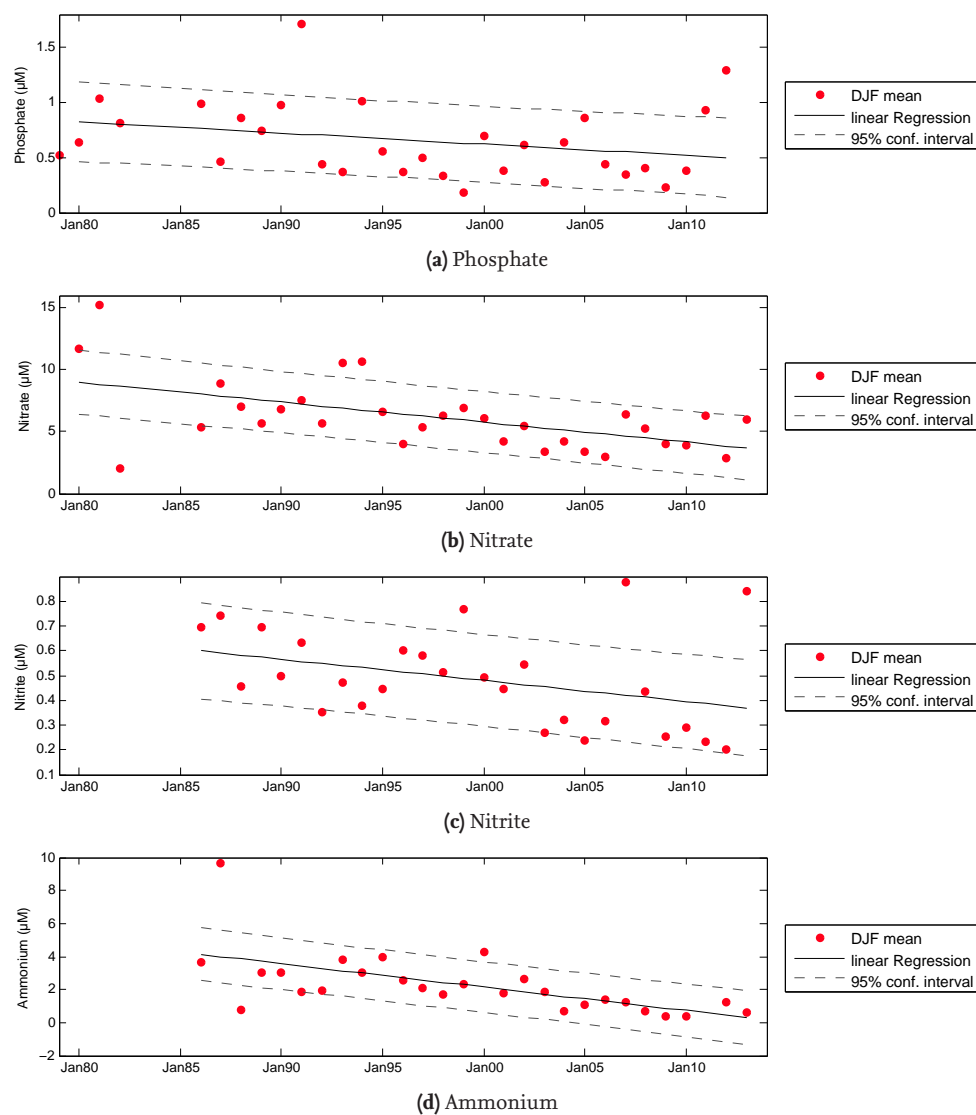 1.5
1
0.5
0
Phosphate (µM)
Jan80 Jan85 Jan90 Jan95 Jan00 Jan05 Jan10
DJF mean
linear Regression
95% conf. interval
(a) Phosphate
15
10
5
0
Nitrate (µM)
Jan80 Jan85 Jan90 Jan95 Jan00 Jan05 Jan10
DJF mean
linear Regression
95% conf. interval
(b) Nitrate
0.8
0.7
0.6
0.5
0.4
0.3
0.2
0.1
Nitrite (µM)
Jan80 Jan85 Jan90 Jan95 Jan00 Jan05 Jan10
DJF mean
linear Regression
95% conf. interval
(c) Nitrite
10
8
6
4
2
0
−2
Ammonium (µM)
Jan80 Jan85 Jan90 Jan95 Jan00 Jan05 Jan10
DJF mean
linear Regression
95% conf. interval
(d) Ammonium